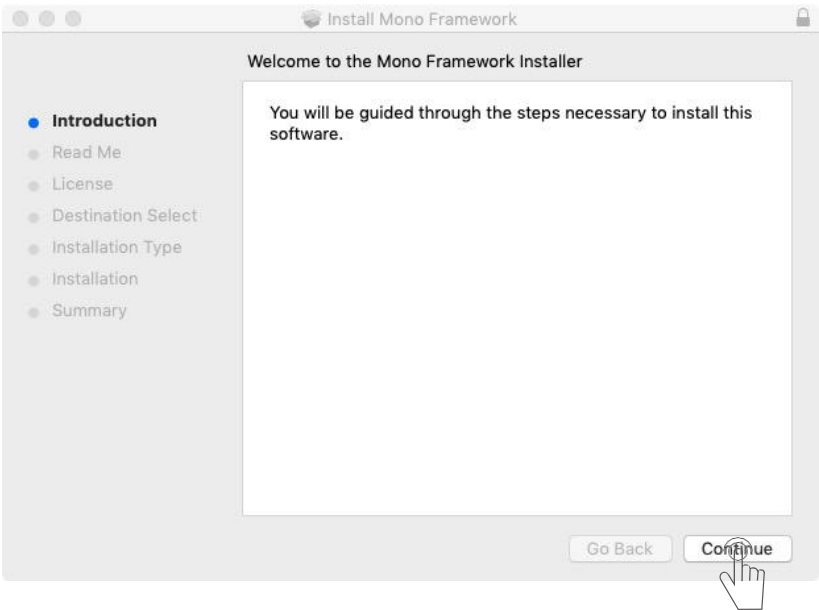 Install Mono Framework
Welcome to the Mono Framework Installer
Introduction
Read Me
License
Destination Select
Installation Type
Installation
Summary
You will be guided through the steps necessary to install this
software.
Go Back
Continue